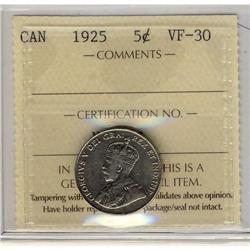 CAN 1925 5¢ VF-30
COMMENTS
CERTIFICATION NO.
IN THIS IS A
GE L ITEM.
Tampering with validates above opinion.
Have holder rep package/seal not intact.
GEORGIVS V DEI GRA: REX ET IND:IMP: